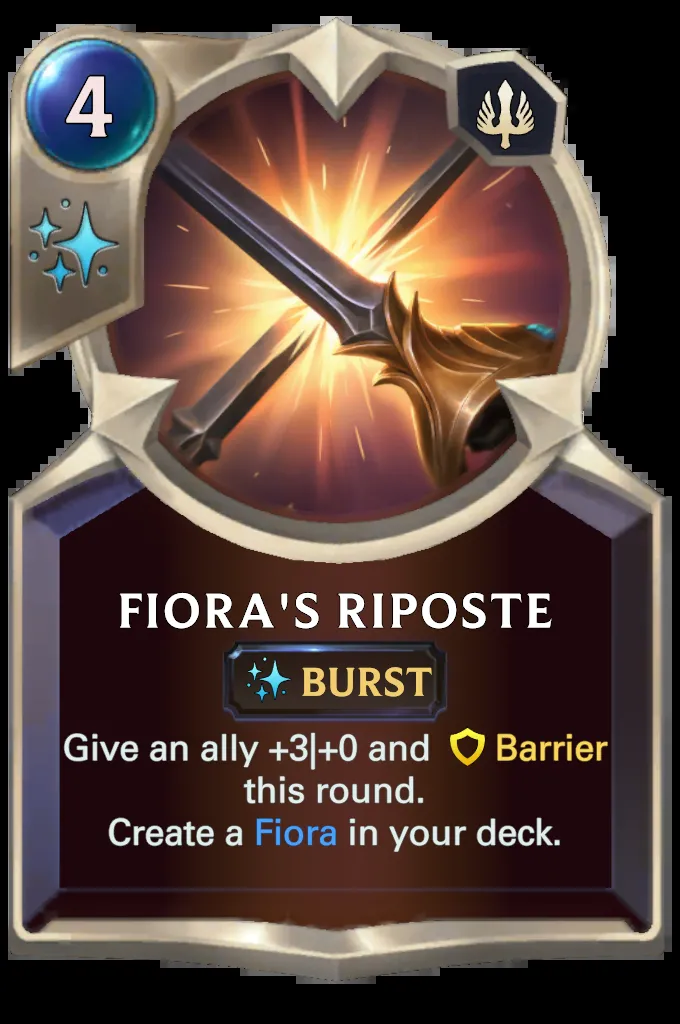 4
FIORA'S RIPOSTE
BURST
Give an ally +3|+0 and Barrier
this round.
Create a Fiora in your deck.